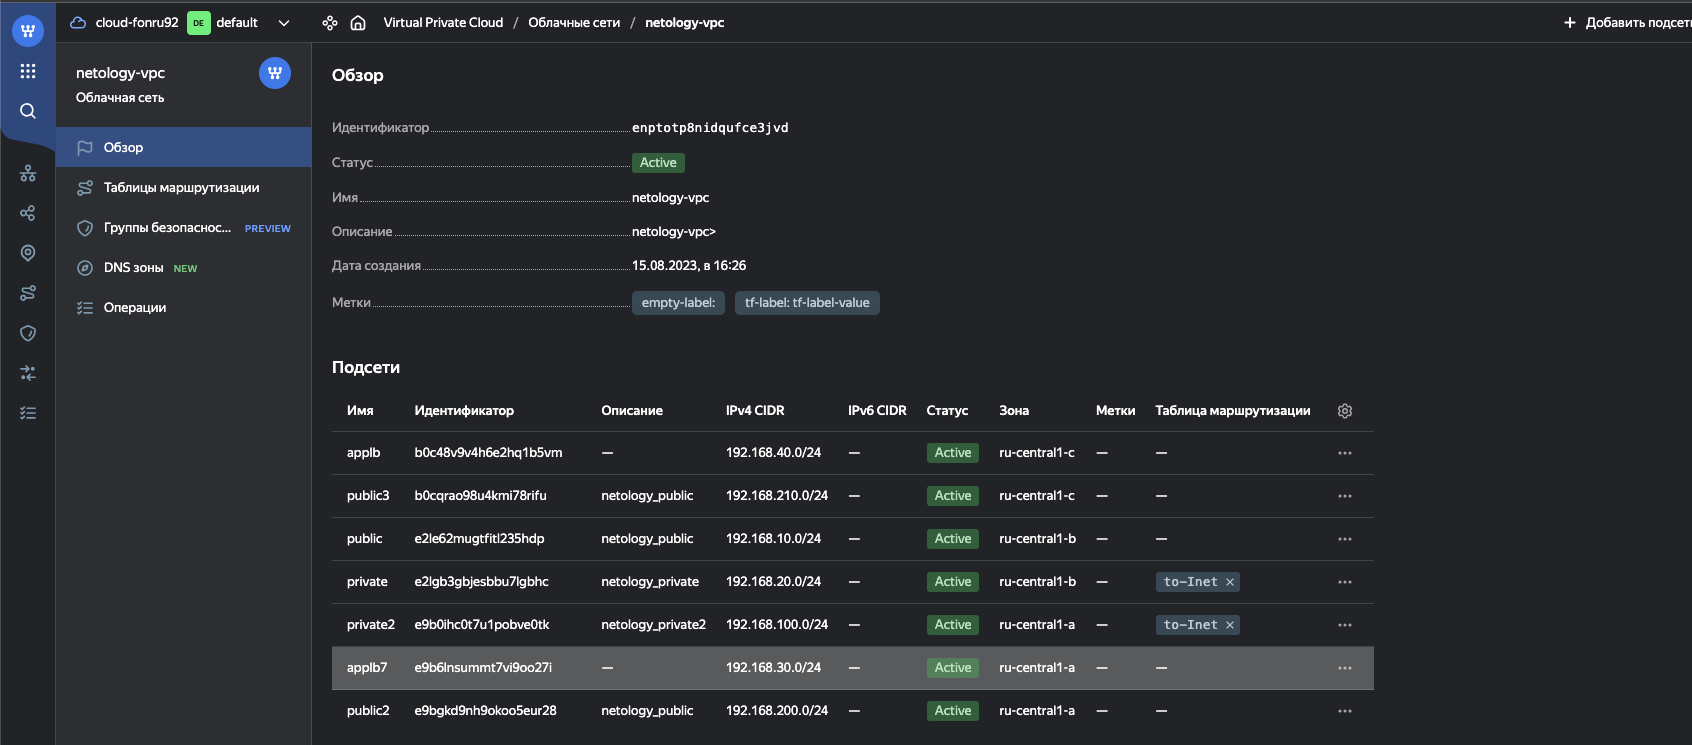 cloud-fonru92 DE default Virtual Private Cloud / Облачные сети / netology-vpc + Добавить подсет
netology-vpc
Облачная сеть
Обзор
Таблицы маршрутизации
Группы безопаснос... PREVIEW
DNS зоны NEW
Операции
Обзор
Идентификатор enptotp8nidqufce3jvd
Статус Active
Имя netology-vpc
Описание netology-vpc>
Дата создания 15.08.2023, в 16:26
Метки empty-label: tf-label: tf-label-value
Подсети
Имя Идентификатор Описание IPv4 CIDR IPv6 CIDR Статус Зона Метки Таблица маршрутизации
applb b0c48v9v4h6e2hq1b5vm — 192.168.40.0/24 — Active ru-central1-c — —
public3 b0cqrao98u4kmi78rifu netology_public 192.168.210.0/24 — Active ru-central1-c — —
public e2le62mugtfitl235hdp netology_public 192.168.10.0/24 — Active ru-central1-b — —
private e2lgb3gbjesbbu7lgbhc netology_private 192.168.20.0/24 — Active ru-central1-b — to-Inet ×
private2 e9b0ihc0t7u1pobve0tk netology_private2 192.168.100.0/24 — Active ru-central1-a — to-Inet ×
applb7 e9b6lnsummt7vi9oo27i — 192.168.30.0/24 — Active ru-central1-a — —
public2 e9bgkd9nh9okoo5eur28 netology_public 192.168.200.0/24 — Active ru-central1-a — —